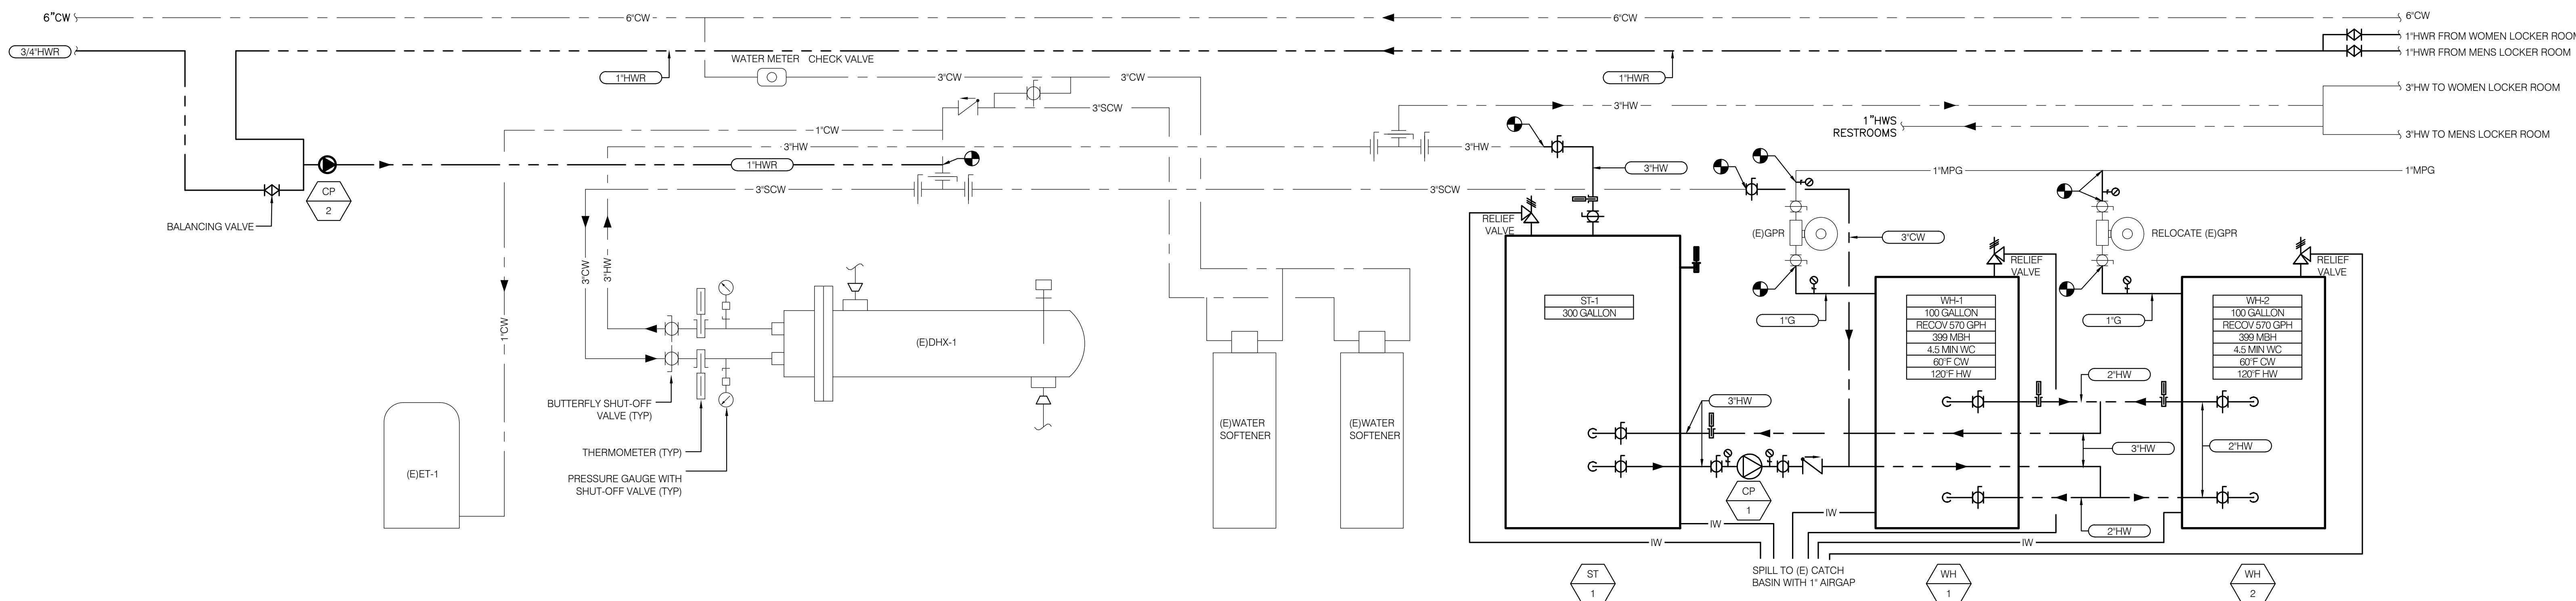 6"CW
6"CW
6"CW
6"CW
3/4"HWR
1"HWR FROM WOMEN LOCKER ROOM
1"HWR FROM MENS LOCKER ROOM
WATER METER
CHECK VALVE
1"HWR
3"CW
3"CW
1"HWR
3"HW TO WOMEN LOCKER ROOM
3"SCW
3"HW
1"HWS
RESTROOMS
1"CW
3"HW TO MENS LOCKER ROOM
3"HW
3"HW
1"HWR
3"HW
1"MPG
1"MPG
CP
2
3"SCW
3"SCW
BALANCING VALVE
RELIEF
VALVE
(E)GPR
3"CW
RELOCATE (E)GPR
RELIEF
VALVE
RELIEF
VALVE
3"CW
3"HW
1"CW
ST-1
300 GALLON
1"G
1"G
WH-1
100 GALLON
RECOV 570 GPH
399 MBH
4.5 MIN WC
60°F CW
120°F HW
WH-2
100 GALLON
RECOV 570 GPH
399 MBH
4.5 MIN WC
60°F CW
120°F HW
(E)DHX-1
BUTTERFLY SHUT-OFF
VALVE (TYP)
THERMOMETER (TYP)
PRESSURE GAUGE WITH
SHUT-OFF VALVE (TYP)
(E)ET-1
(E)WATER
SOFTENER
(E)WATER
SOFTENER
3"HW
2"HW
3"HW
2"HW
2"HW
CP
1
IW
IW
IW
IW
SPILL TO (E) CATCH
BASIN WITH 1" AIRGAP
ST
1
WH
1
WH
2